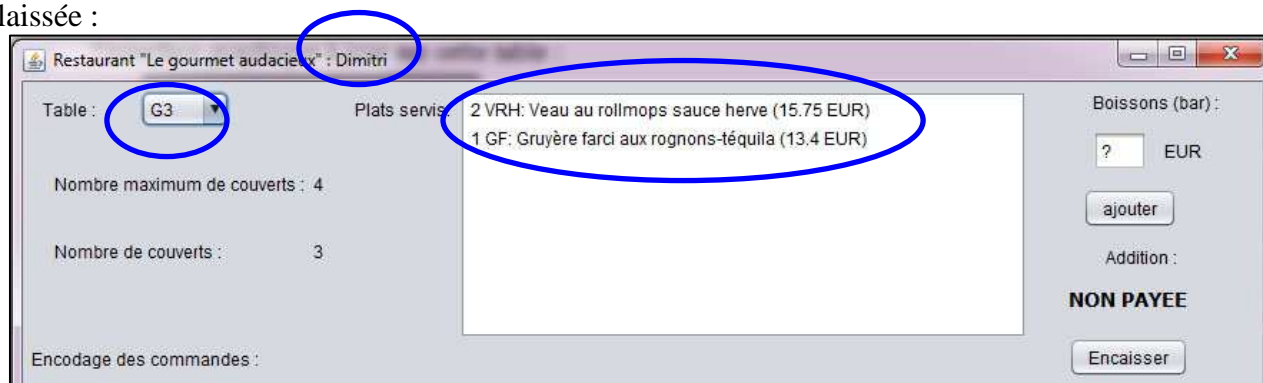 laissée :
Restaurant "Le gourmet audacieux" : Dimitri
Table : G3 Plats servis: 2 VRH: Veau au rollmops sauce herve (15.75 EUR) Boissons (bar) :
1 GF: Gruyère farci aux rognons-téquila (13.4 EUR)
? EUR
Nombre maximum de couverts : 4
ajouter
Nombre de couverts : 3 Addition :
NON PAYEE
Encodage des commandes : Encaisser